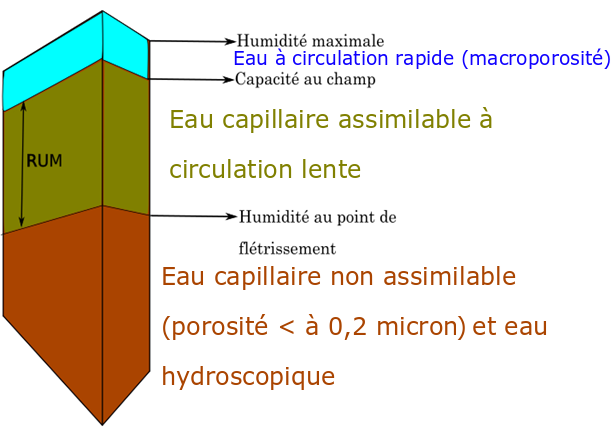 Humidité maximale
Eau à circulation rapide (macroporosité)
Capacité au champ
Eau capillaire assimilable à
circulation lente
RUM
Humidité au point de
flétrissement
Eau capillaire non assimilable
(porosité < à 0,2 micron) et eau
hydroscopique